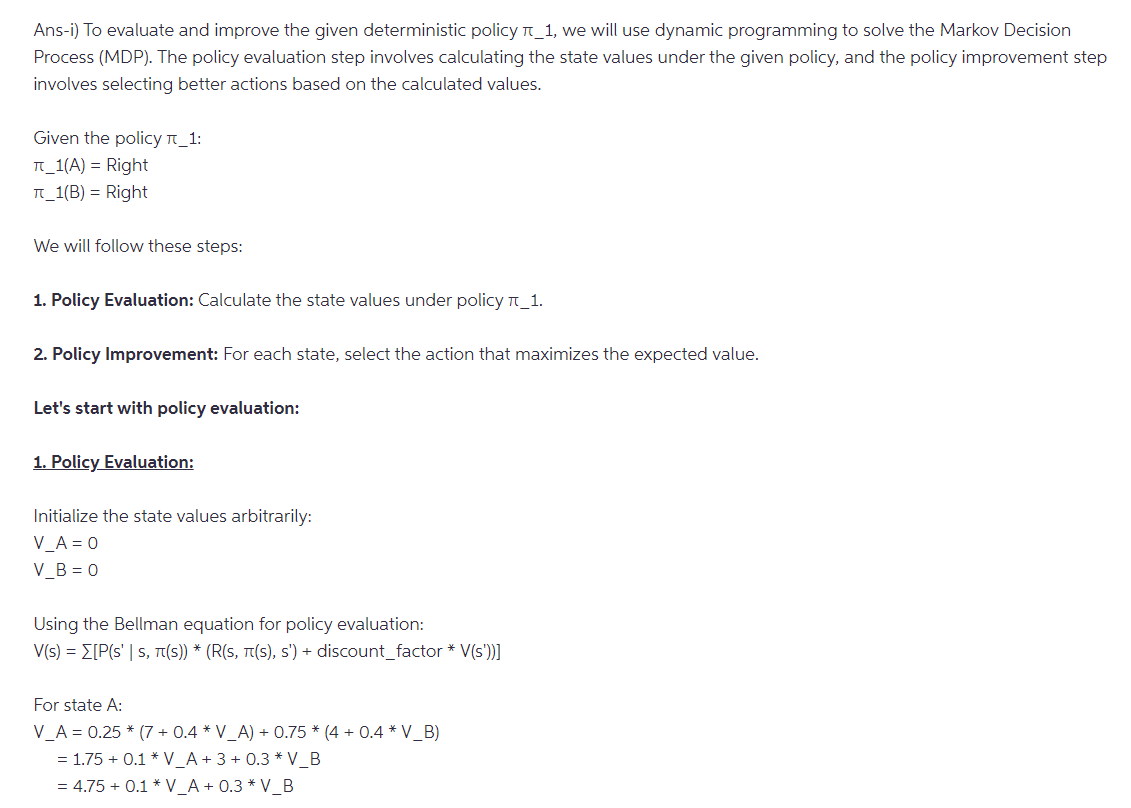 Ans-i) To evaluate and improve the given deterministic policy π_1, we will use dynamic programming to solve the Markov Decision
Process (MDP). The policy evaluation step involves calculating the state values under the given policy, and the policy improvement step
involves selecting better actions based on the calculated values.
Given the policy π_1:
π_1(A) = Right
π_1(B) = Right
We will follow these steps:
1. Policy Evaluation: Calculate the state values under policy π_1.
2. Policy Improvement: For each state, select the action that maximizes the expected value.
Let's start with policy evaluation:
1. Policy Evaluation:
Initialize the state values arbitrarily:
V_A = 0
V_B = 0
Using the Bellman equation for policy evaluation:
V(s) = Σ[P(s' | s, π(s)) * (R(s, π(s), s') + discount_factor * V(s'))]
For state A:
V_A = 0.25 * (7 + 0.4 * V_A) + 0.75 * (4 + 0.4 * V_B)
= 1.75 + 0.1 * V_A + 3 + 0.3 * V_B
= 4.75 + 0.1 * V_A + 0.3 * V_B